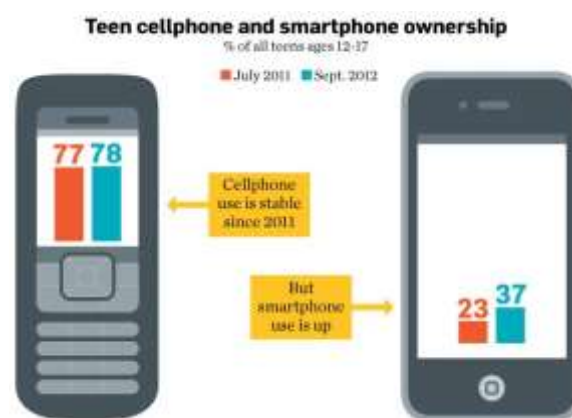 Teen cellphone and smartphone ownership
% of all teens ages 12-17
July 2011 Sept. 2012
77 78
Cellphone
use is stable
since 2011
But
smartphone
use is up
23 37